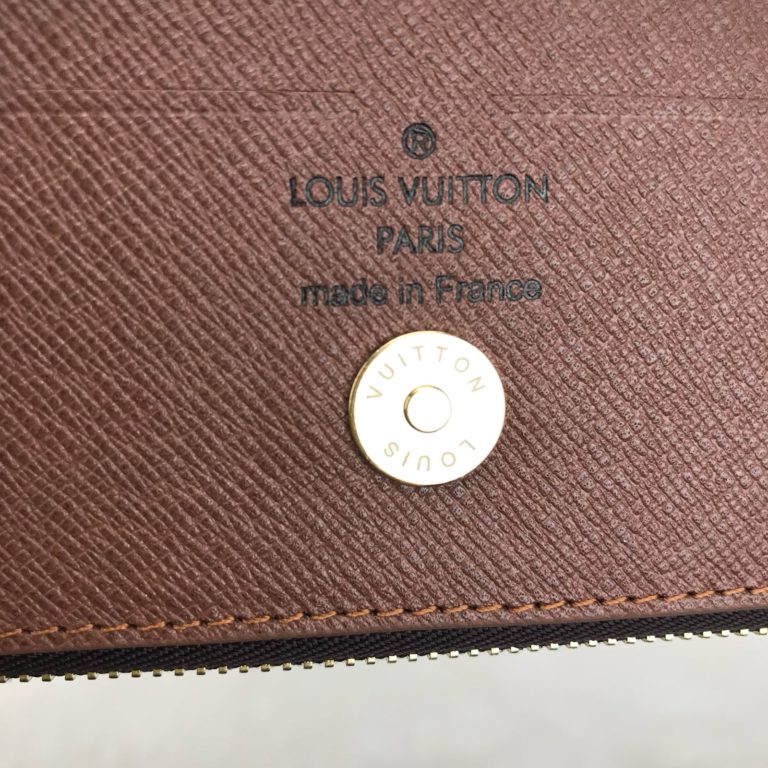 ®
LOUIS VUITTON
PARIS
made in France
VUITTON
LOUIS